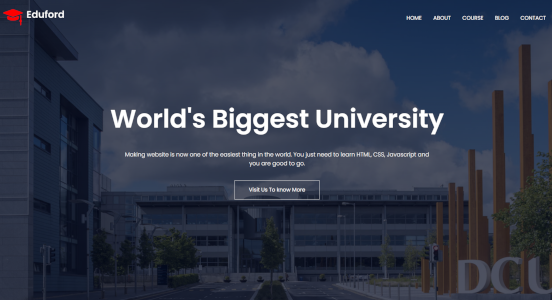 Eduford
HOME ABOUT COURSE BLOG CONTACT
World's Biggest University
Making website is now one of the easiest thing in the world. You just need to learn HTML, CSS, Javascript and
you are good to go.
Visit Us To know More
DCU